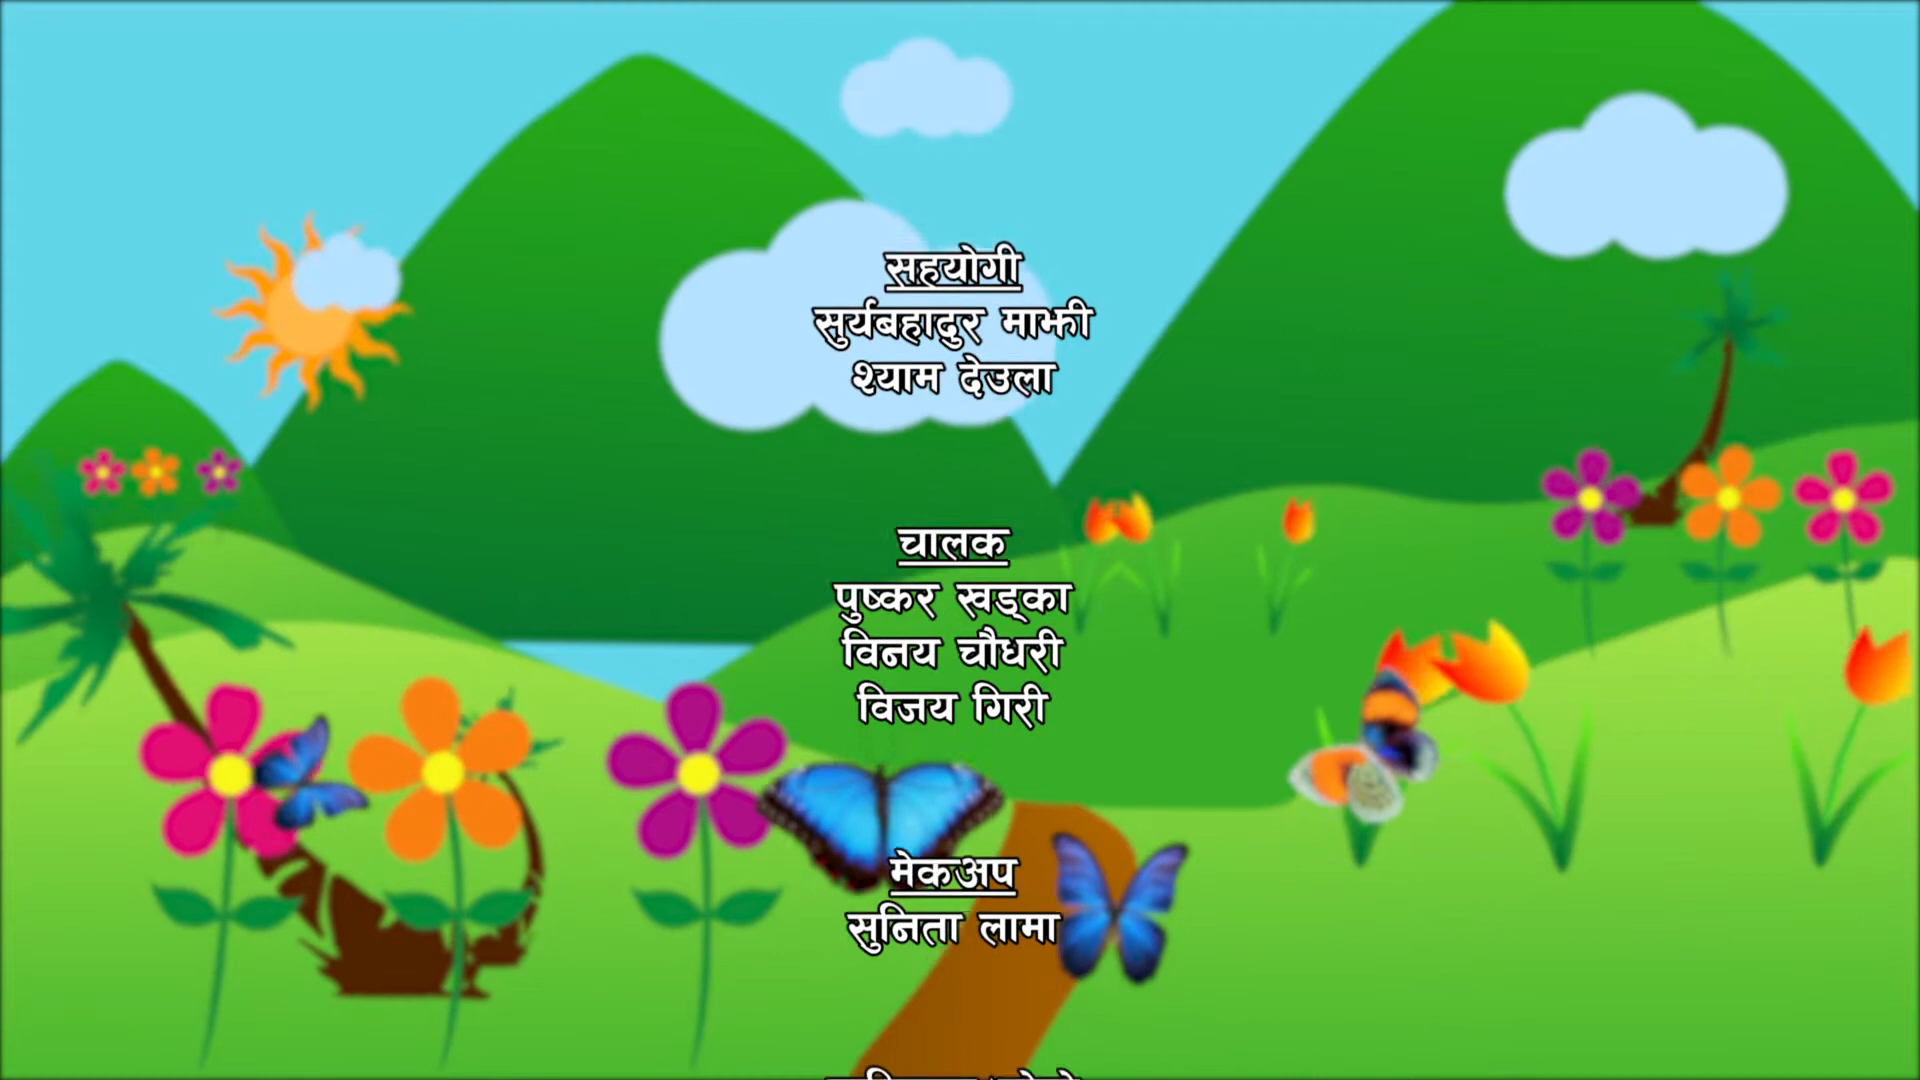 सहयोगी
सुर्यबहादुर माझी
श्याम देउला
चालक
पुष्कर खड्का
विनय चौधरी
विजय गिरी
मेकअप
सुनिता लामा